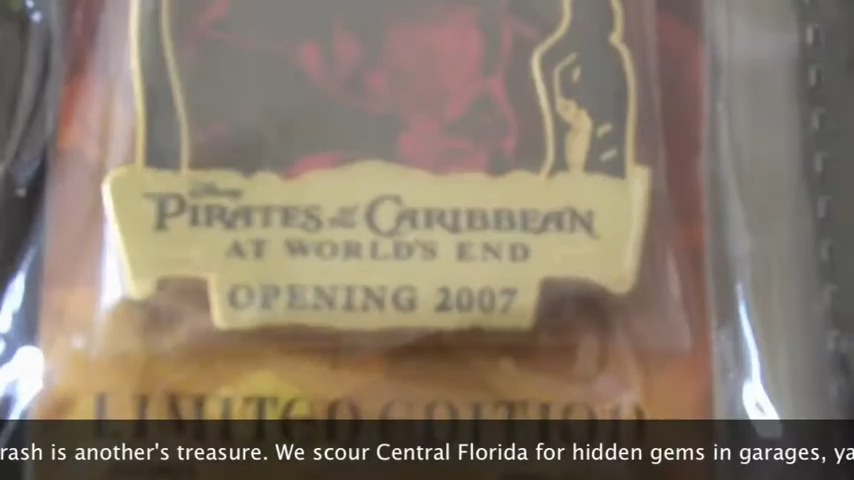 Disney
PIRATES of the CARIBBEAN
AT WORLD'S END
OPENING 2007
LIMITED EDITION
rash is another's treasure. We scour Central Florida for hidden gems in garages, ya